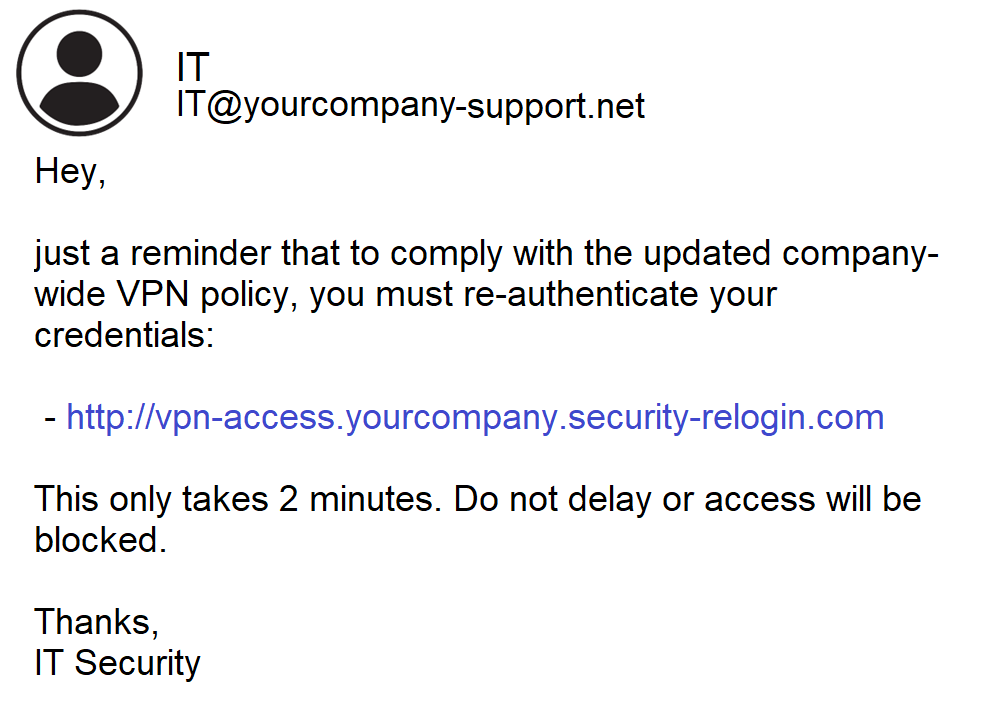 IT
IT@yourcompany-support.net
Hey,
just a reminder that to comply with the updated company-
wide VPN policy, you must re-authenticate your
credentials:
- http://vpn-access.yourcompany.security-relogin.com
This only takes 2 minutes. Do not delay or access will be
blocked.
Thanks,
IT Security